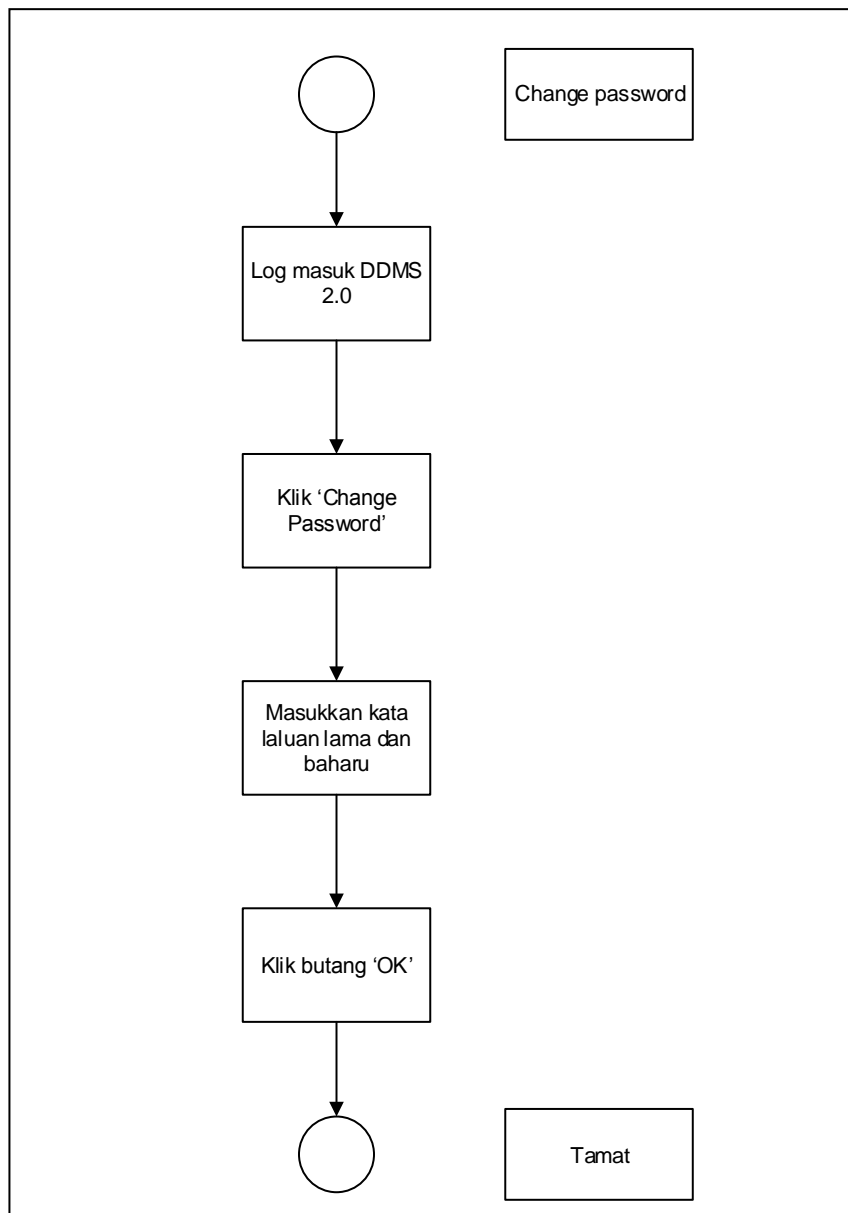 Change password
Log masuk DDMS
2.0
Klik ‘Change
Password’
Masukkan kata
laluan lama dan
baharu
Klik butang ‘OK’
Tamat